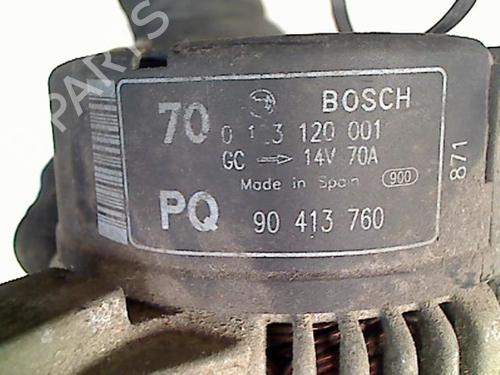 70 BOSCH
0 123 120 001
GC 14V 70A
Made in Spain 900
PQ 90 413 760
871